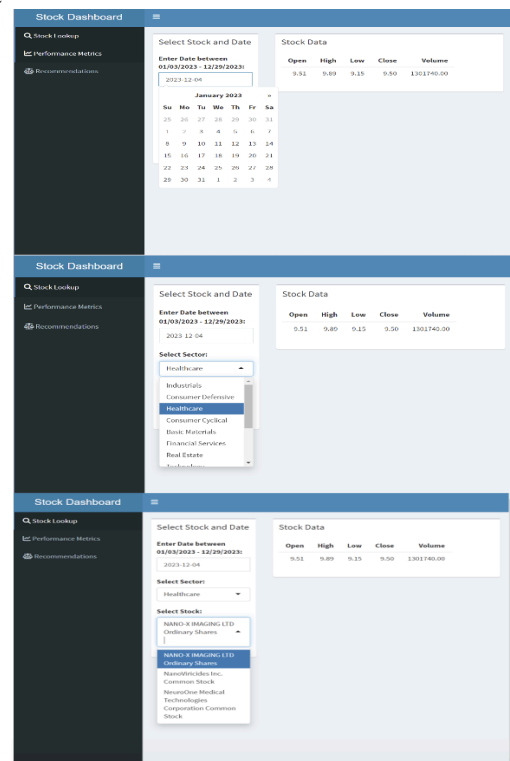 Stock Dashboard
Stock Lookup
Performance Metrics
Recommendations
Select Stock and Date
Enter Date between
01/03/2023 - 12/29/2023:
2023-12-04
January 2023 »
Su Mo Tu We Th Fr Sa
25 26 27 28 29 30 31
1 2 3 4 5 6 7
8 9 10 11 12 13 14
15 16 17 18 19 20 21
22 23 24 25 26 27 28
29 30 31 1 2 3 4
Stock Data
Open High Low Close Volume
9.51 9.89 9.15 9.50 1301740.00
Stock Dashboard
Stock Lookup
Performance Metrics
Recommendations
Select Stock and Date
Enter Date between
01/03/2023 - 12/29/2023:
2023-12-04
Select Sector:
Healthcare
Industrials
Consumer Defensive
Healthcare
Consumer Cyclical
Basic Materials
Financial Services
Real Estate
Technology
Stock Data
Open High Low Close Volume
9.51 9.89 9.15 9.50 1301740.00
Stock Dashboard
Stock Lookup
Performance Metrics
Recommendations
Select Stock and Date
Enter Date between
01/03/2023 - 12/29/2023:
2023-12-04
Select Sector:
Healthcare
Select Stock:
NANO-X IMAGING LTD
Ordinary Shares
NANO-X IMAGING LTD
Ordinary Shares
NanoViricides Inc.
Common Stock
NeuroOne Medical
Technologies
Corporation Common
Stock
Stock Data
Open High Low Close Volume
9.51 9.89 9.15 9.50 1301740.00